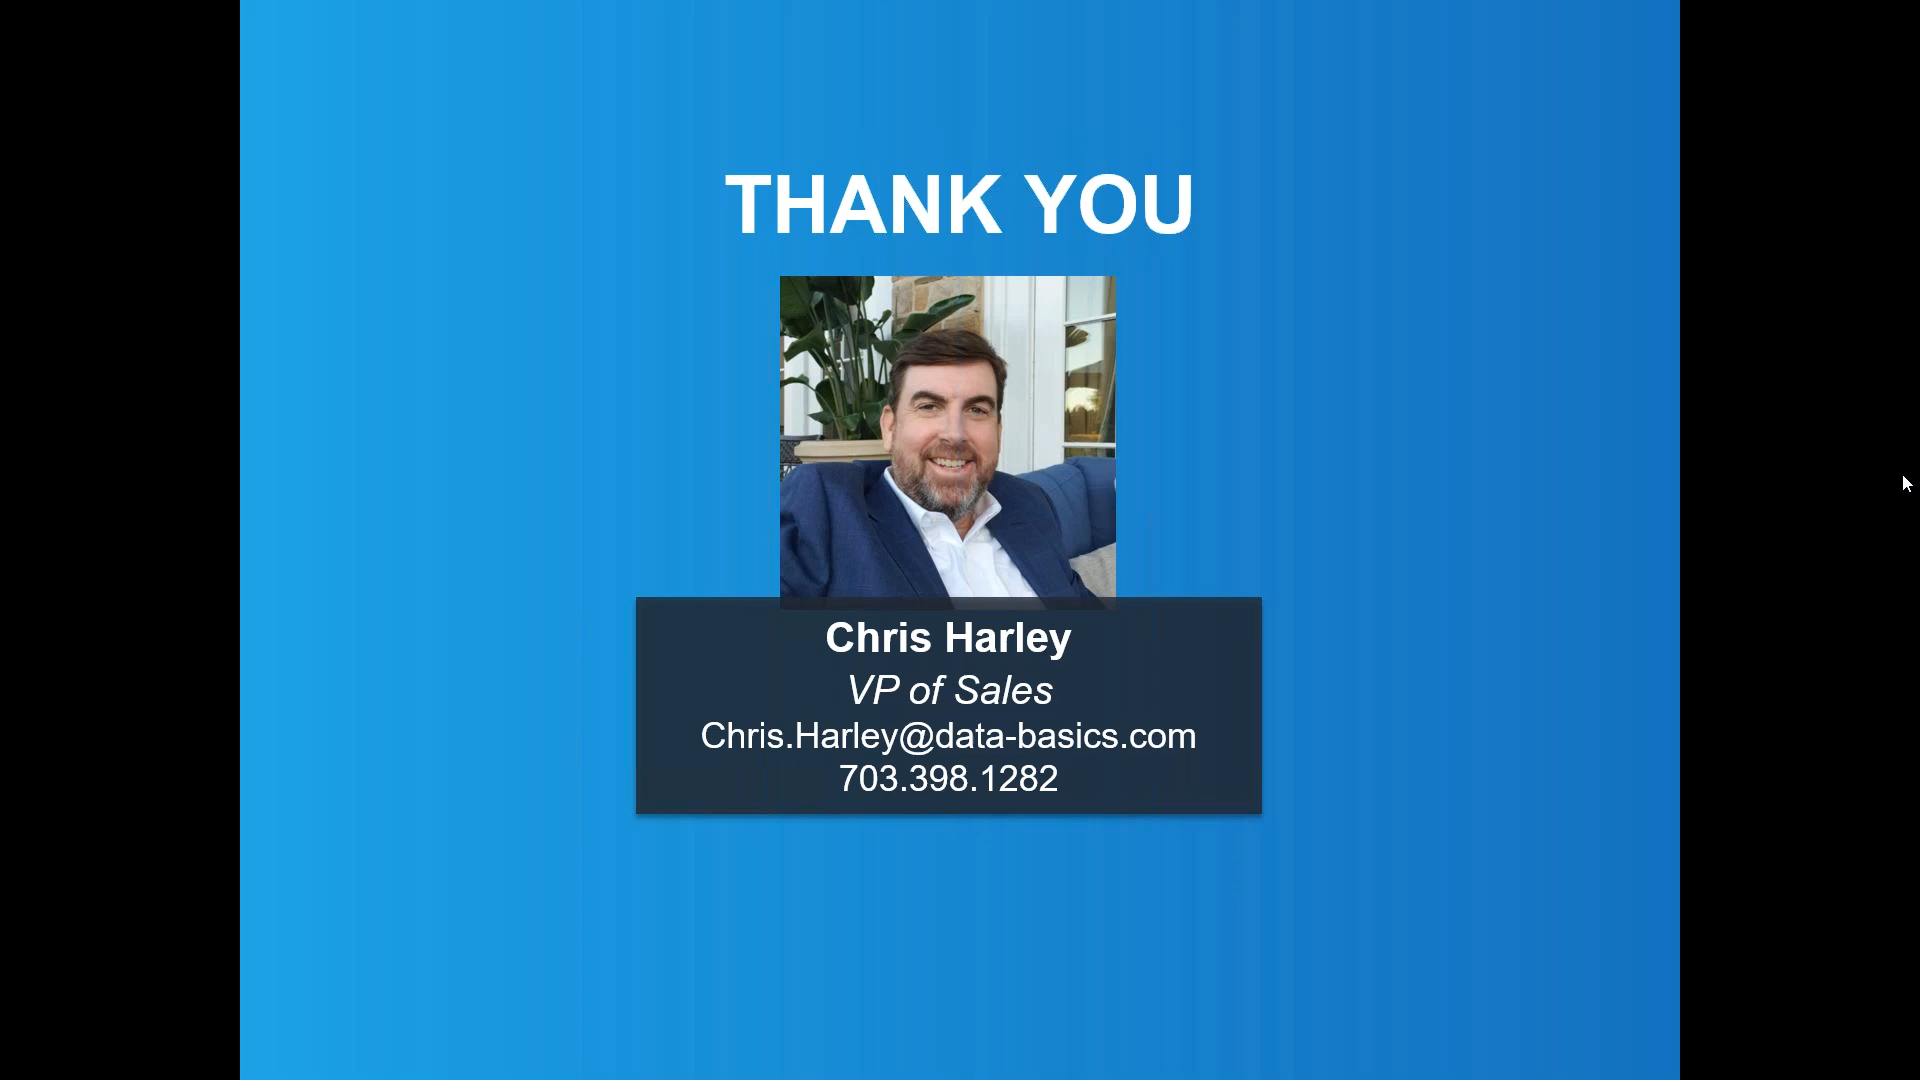 THANK YOU
Chris Harley
VP of Sales
Chris.Harley@data-basics.com
703.398.1282